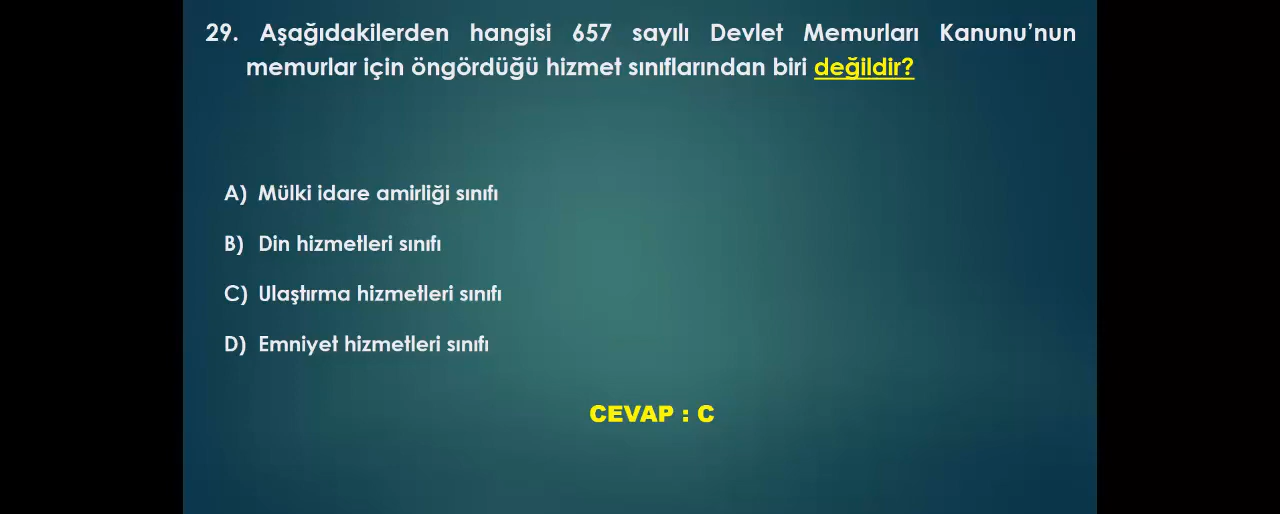 29. Aşağıdakilerden hangisi 657 sayılı Devlet Memurları Kanunu’nun
memurlar için öngördüğü hizmet sınıflarından biri değildir?
A) Mülki idare amirliği sınıfı
B) Din hizmetleri sınıfı
C) Ulaştırma hizmetleri sınıfı
D) Emniyet hizmetleri sınıfı
CEVAP : C